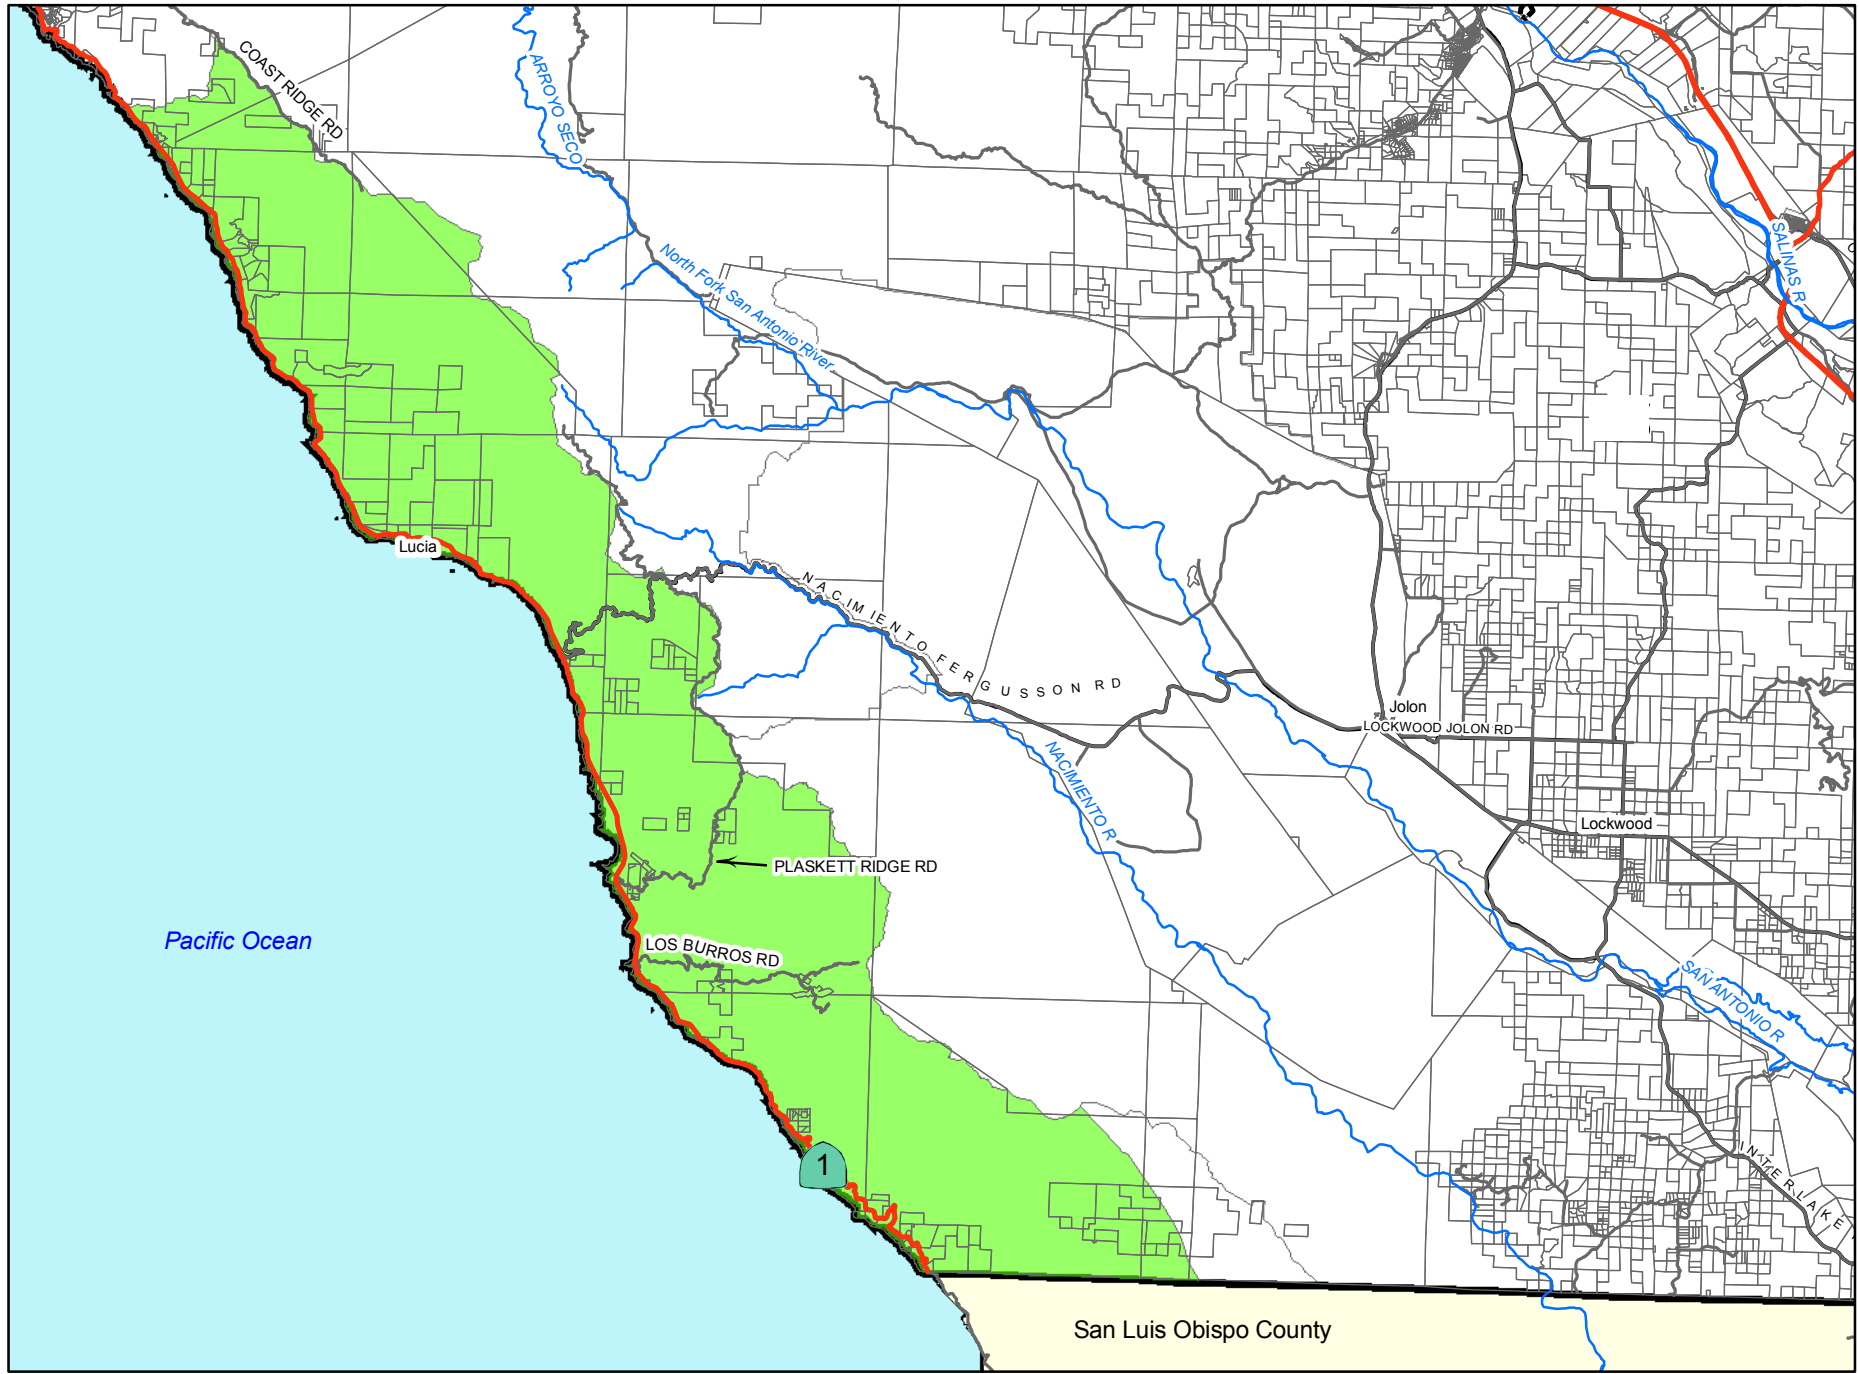 COAST RIDGE RD
ARROYO SECO
SALINAS R
North Fork San Antonio River
Lucia
NACIMIENTO FERGUSSON RD
Jolon
LOCKWOOD JOLON RD
NACIMIENTO R
Lockwood
PLASKETT RIDGE RD
Pacific Ocean
LOS BURROS RD
SAN ANTONIO R
1
INTERLAKE
San Luis Obispo County